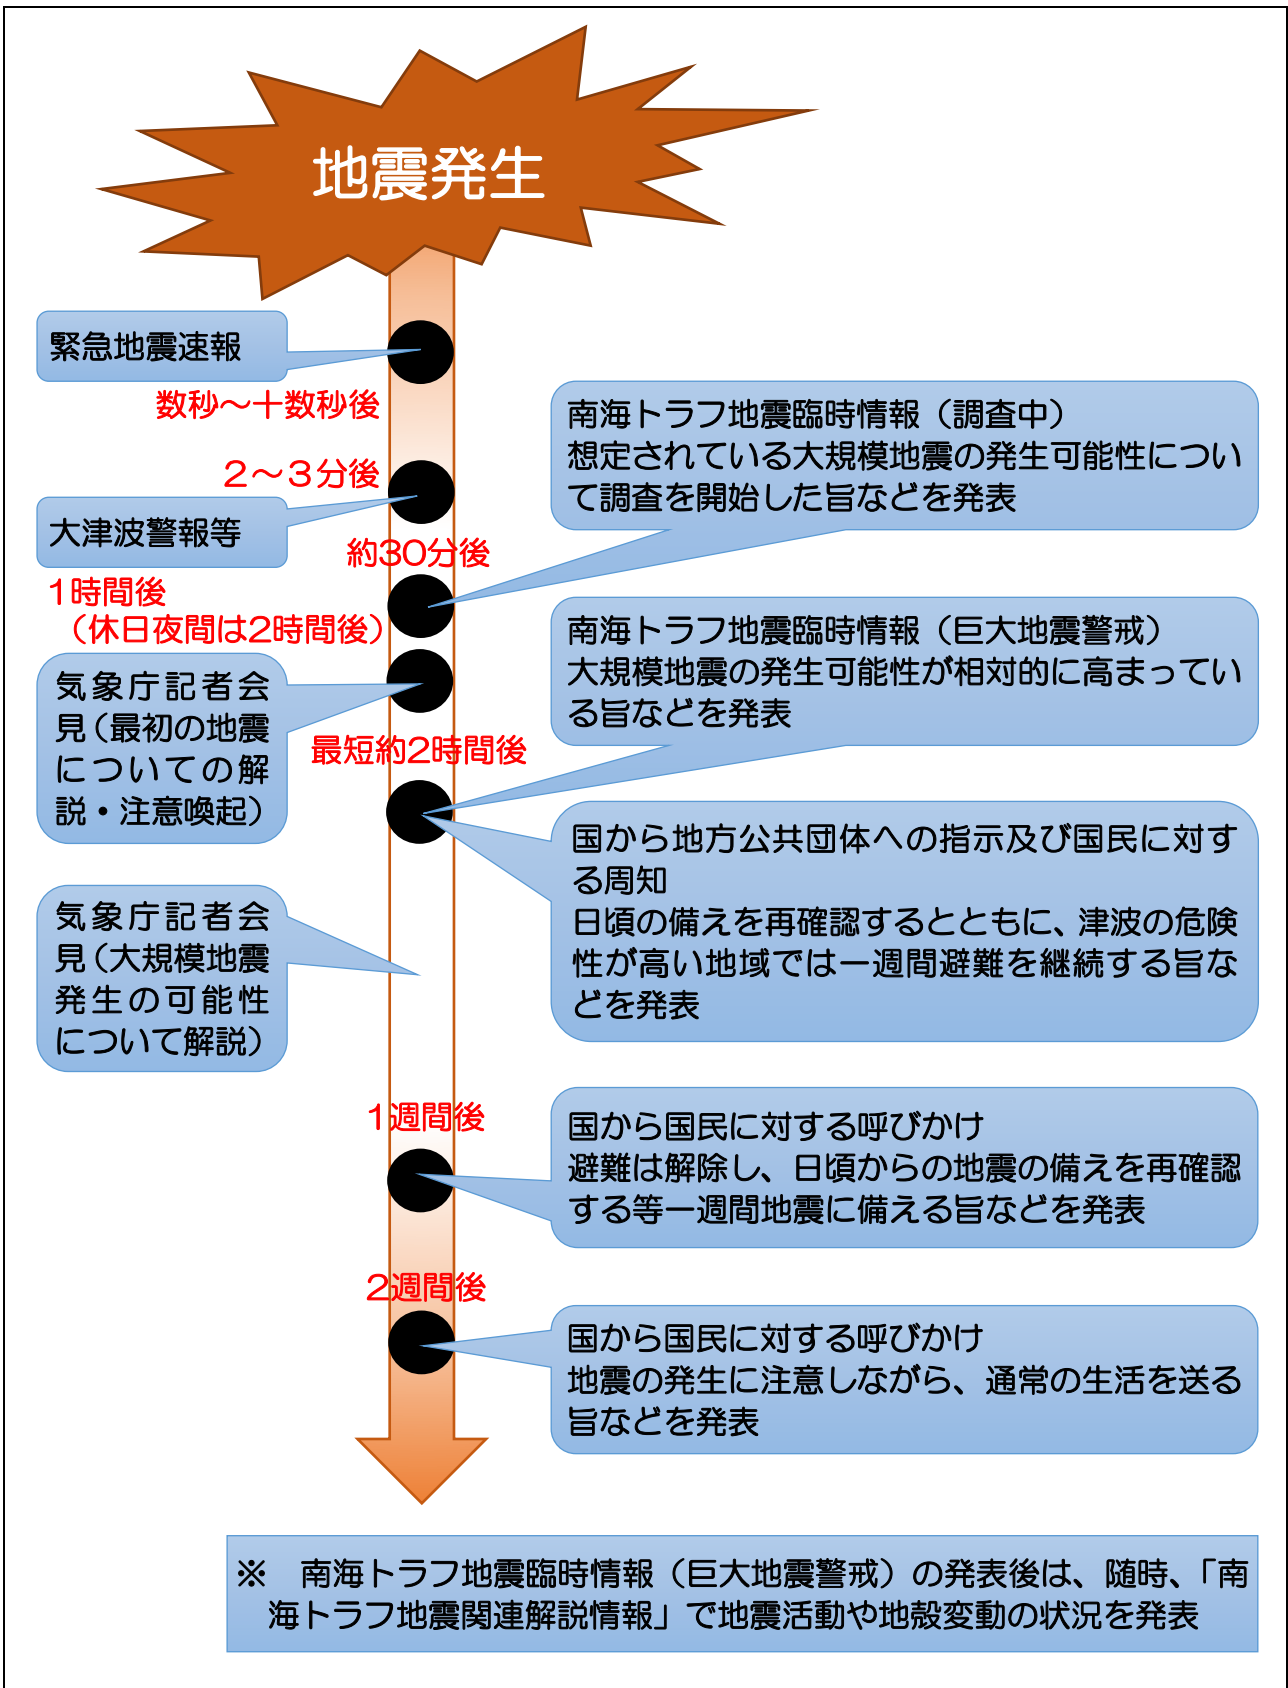 地震発生
緊急地震速報
数秒～十数秒後
２～３分後
大津波警報等
約30分後
南海トラフ地震臨時情報（調査中）
想定されている大規模地震の発生可能性につい
て調査を開始した旨などを発表
1時間後
（休日夜間は2時間後）
気象庁記者会
見（最初の地震
についての解
説・注意喚起）
南海トラフ地震臨時情報（巨大地震警戒）
大規模地震の発生可能性が相対的に高まってい
る旨などを発表
最短約2時間後
国から地方公共団体への指示及び国民に対す
る周知
日頃の備えを再確認するとともに、津波の危険
性が高い地域では一週間避難を継続する旨な
どを発表
気象庁記者会
見（大規模地震
発生の可能性
について解説）
1週間後
国から国民に対する呼びかけ
避難は解除し、日頃からの地震の備えを再確認
する等一週間地震に備える旨などを発表
2週間後
国から国民に対する呼びかけ
地震の発生に注意しながら、通常の生活を送る
旨などを発表
※　南海トラフ地震臨時情報（巨大地震警戒）の発表後は、随時、「南
海トラフ地震関連解説情報」で地震活動や地殻変動の状況を発表